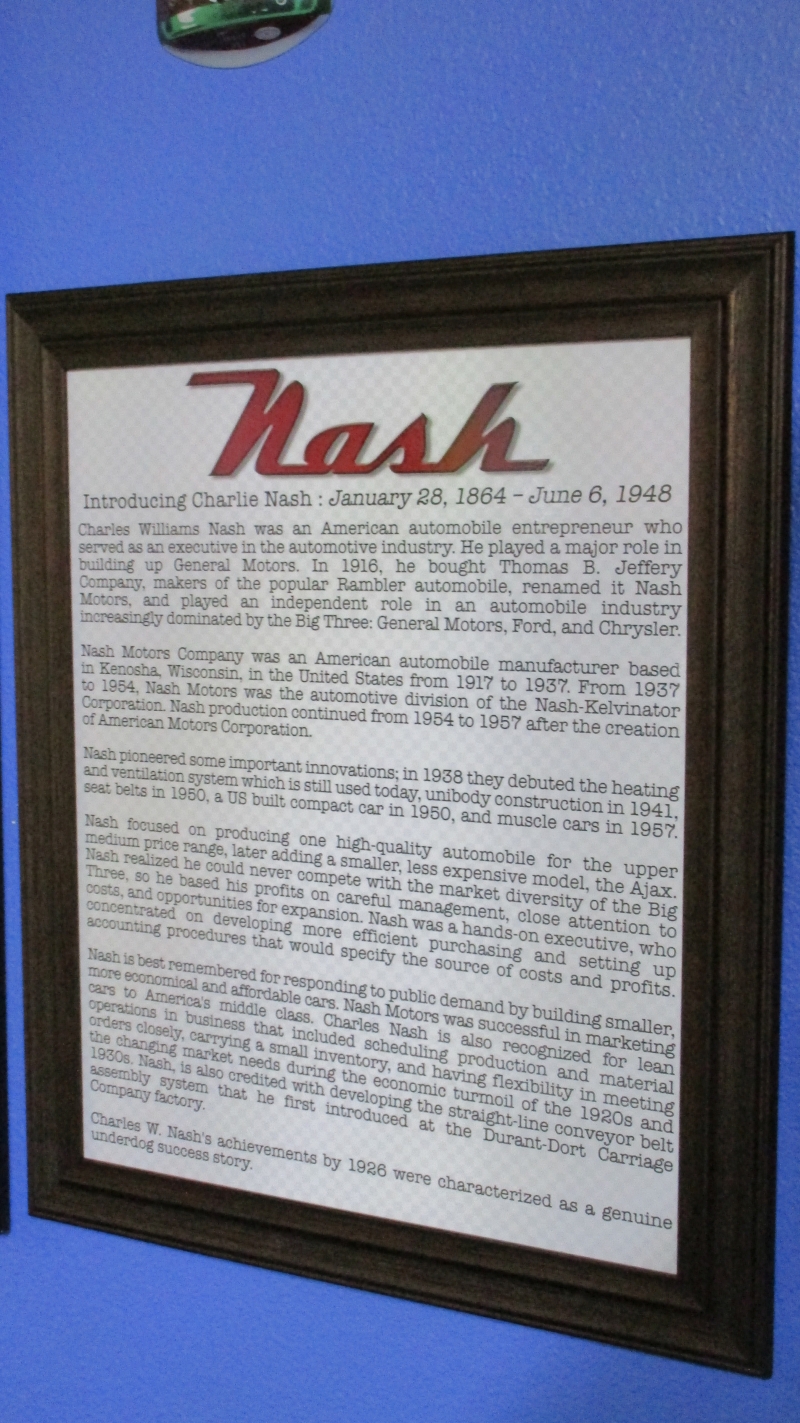 Nash
Introducing Charlie Nash : January 28, 1864 – June 6, 1948
Charles Williams Nash was an American automobile entrepreneur who
served as an executive in the automotive industry. He played a major role in
building up General Motors. In 1916, he bought Thomas B. Jeffery
Company, makers of the popular Rambler automobile, renamed it Nash
Motors, and played an independent role in an automobile industry
increasingly dominated by the Big Three: General Motors, Ford, and Chrysler.
Nash Motors Company was an American automobile manufacturer based
in Kenosha, Wisconsin, in the United States from 1917 to 1937. From 1937
to 1954, Nash Motors was the automotive division of the Nash-Kelvinator
Corporation. Nash production continued from 1954 to 1957 after the creation
of American Motors Corporation.
Nash pioneered some important innovations; in 1938 they debuted the heating
and ventilation system which is still used today, unibody construction in 1941,
seat belts in 1950, a US built compact car in 1950, and muscle cars in 1957.
Nash focused on producing one high-quality automobile for the upper
medium price range, later adding a smaller, less expensive model, the Ajax.
Nash realized he could never compete with the market diversity of the Big
Three, so he based his profits on careful management, close attention to
costs, and opportunities for expansion. Nash was a hands-on executive, who
concentrated on developing more efficient purchasing and setting up
accounting procedures that would specify the source of costs and profits.
Nash is best remembered for responding to public demand by building smaller,
more economical and affordable cars. Nash Motors was successful in marketing
cars to America's middle class. Charles Nash is also recognized for lean
operations in business that included scheduling production and material
orders closely, carrying a small inventory, and having flexibility in meeting
the changing market needs during the economic turmoil of the 1920s and
1930s. Nash, is also credited with developing the straight-line conveyor belt
assembly system that he first introduced at the Durant-Dort Carriage
Company factory.
Charles W. Nash's achievements by 1926 were characterized as a genuine
underdog success story.